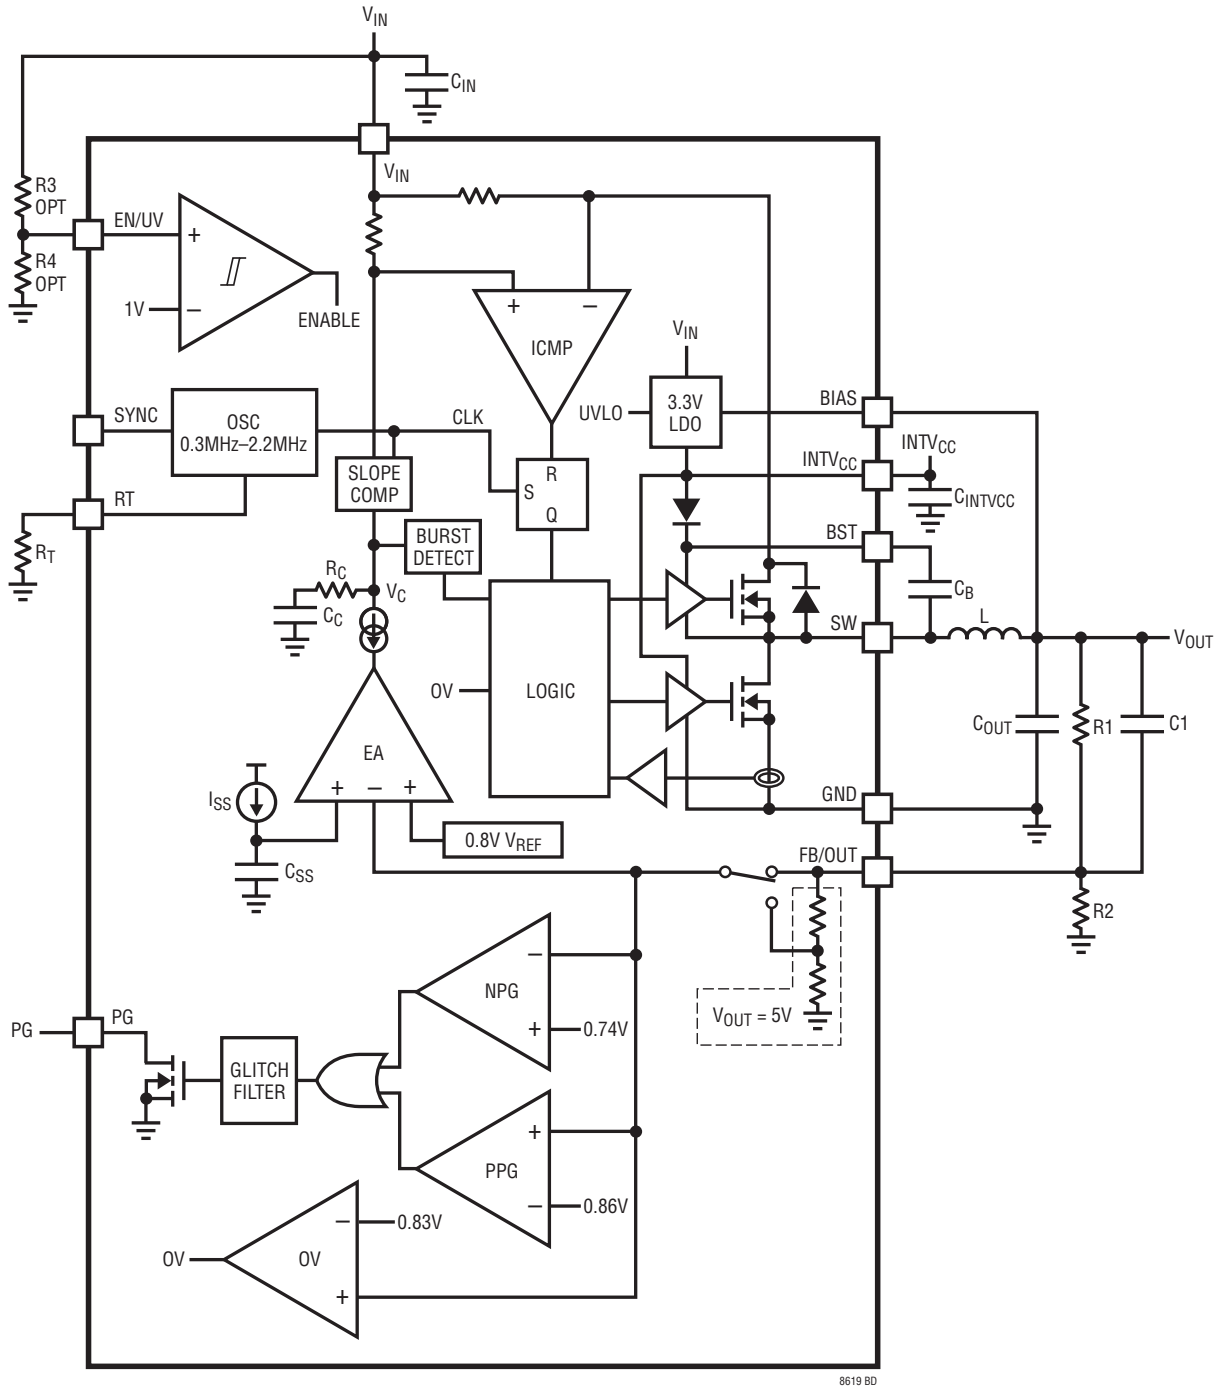 VIN
CIN
VIN
R3
OPT
EN/UV
+
R4
OPT
1V
–
ENABLE
+
–
ICMP
VIN
UVLO
3.3V
LDO
BIAS
SYNC
OSC
0.3MHz–2.2MHz
CLK
INTVCC
INTVCC
SLOPE
COMP
R
S
Q
CINTVCC
RT
BURST
DETECT
BST
RT
RC
VC
CC
CB
SW
L
VOUT
OV
LOGIC
COUT
R1
C1
EA
+
–
+
ISS
GND
0.8V VREF
CSS
FB/OUT
R2
–
NPG
+
0.74V
VOUT = 5V
PG
PG
GLITCH
FILTER
+
PPG
–
0.86V
–
0.83V
OV
OV
+
8619 BD